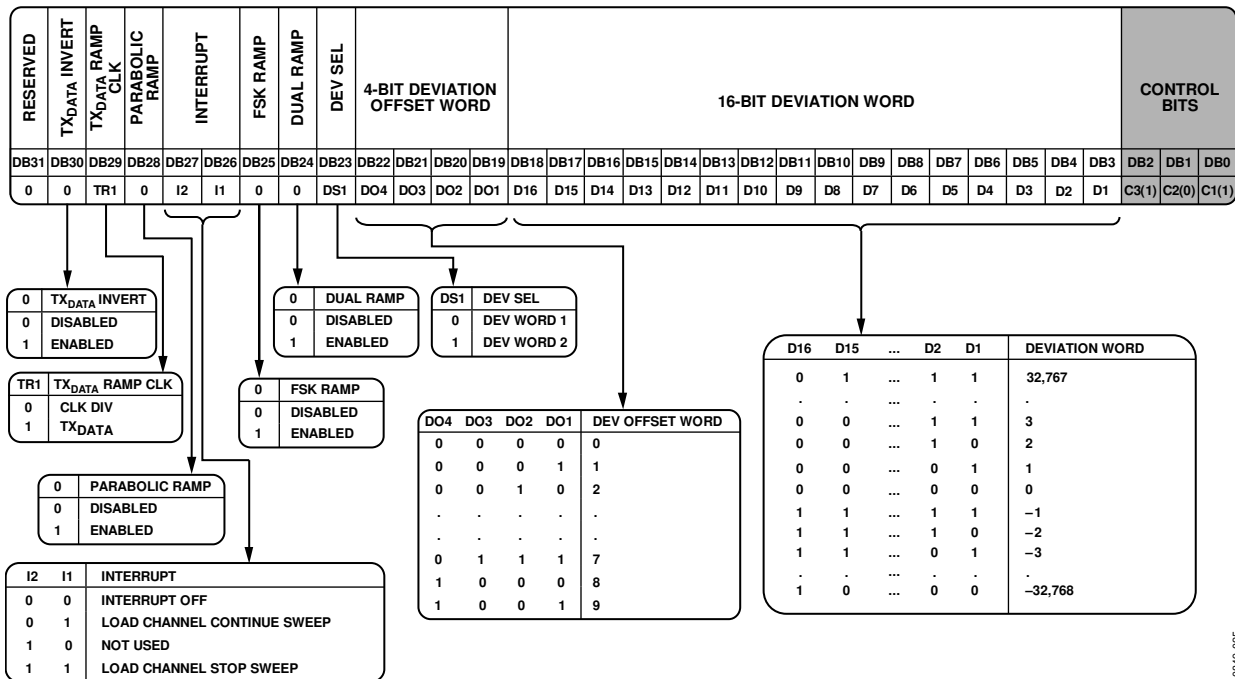 RESERVED
TXDATA INVERT
TXDATA RAMP
CLK
PARABOLIC
RAMP
INTERRUPT
FSK RAMP
DUAL RAMP
DEV SEL
4-BIT DEVIATION
OFFSET WORD
16-BIT DEVIATION WORD
CONTROL
BITS
DB31 DB30 DB29 DB28 DB27 DB26 DB25 DB24 DB23 DB22 DB21 DB20 DB19 DB18 DB17 DB16 DB15 DB14 DB13 DB12 DB11 DB10 DB9 DB8 DB7 DB6 DB5 DB4 DB3 DB2 DB1 DB0
0 0 TR1 0 I2 I1 0 0 DS1 DO4 DO3 DO2 DO1 D16 D15 D14 D13 D12 D11 D10 D9 D8 D7 D6 D5 D4 D3 D2 D1 C3(1) C2(0) C1(1)
0 TXDATA INVERT
0 DISABLED
1 ENABLED
TR1 TXDATA RAMP CLK
0 CLK DIV
1 TXDATA
0 PARABOLIC RAMP
0 DISABLED
1 ENABLED
I2 I1 INTERRUPT
0 0 INTERRUPT OFF
0 1 LOAD CHANNEL CONTINUE SWEEP
1 0 NOT USED
1 1 LOAD CHANNEL STOP SWEEP
0 FSK RAMP
0 DISABLED
1 ENABLED
0 DUAL RAMP
0 DISABLED
1 ENABLED
DS1 DEV SEL
0 DEV WORD 1
1 DEV WORD 2
DO4 DO3 DO2 DO1 DEV OFFSET WORD
0 0 0 0 0
0 0 0 1 1
0 0 1 0 2
. . . . .
. . . . .
0 1 1 1 7
1 0 0 0 8
1 0 0 1 9
D16 D15 ... D2 D1 DEVIATION WORD
0 1 ... 1 1 32,767
. . ... . . .
0 0 ... 1 1 3
0 0 ... 1 0 2
0 0 ... 0 1 1
0 0 ... 0 0 0
1 1 ... 1 1 –1
1 1 ... 1 0 –2
1 1 ... 0 1 –3
. . ... . . .
1 0 ... 0 0 –32,768